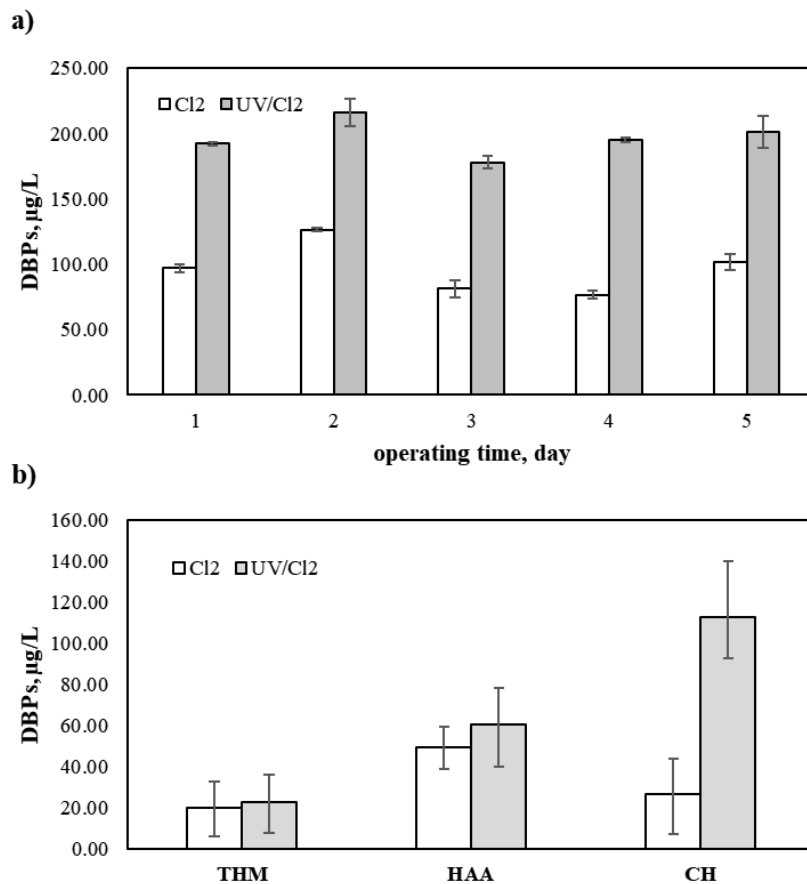 a)
250.00
200.00
150.00
100.00
50.00
0.00
DBPs, µg/L
Cl2 UV/Cl2
1 2 3 4 5
operating time, day
b)
160.00
140.00
120.00
100.00
80.00
60.00
40.00
20.00
0.00
DBPs, µg/L
Cl2 UV/Cl2
THM HAA CH